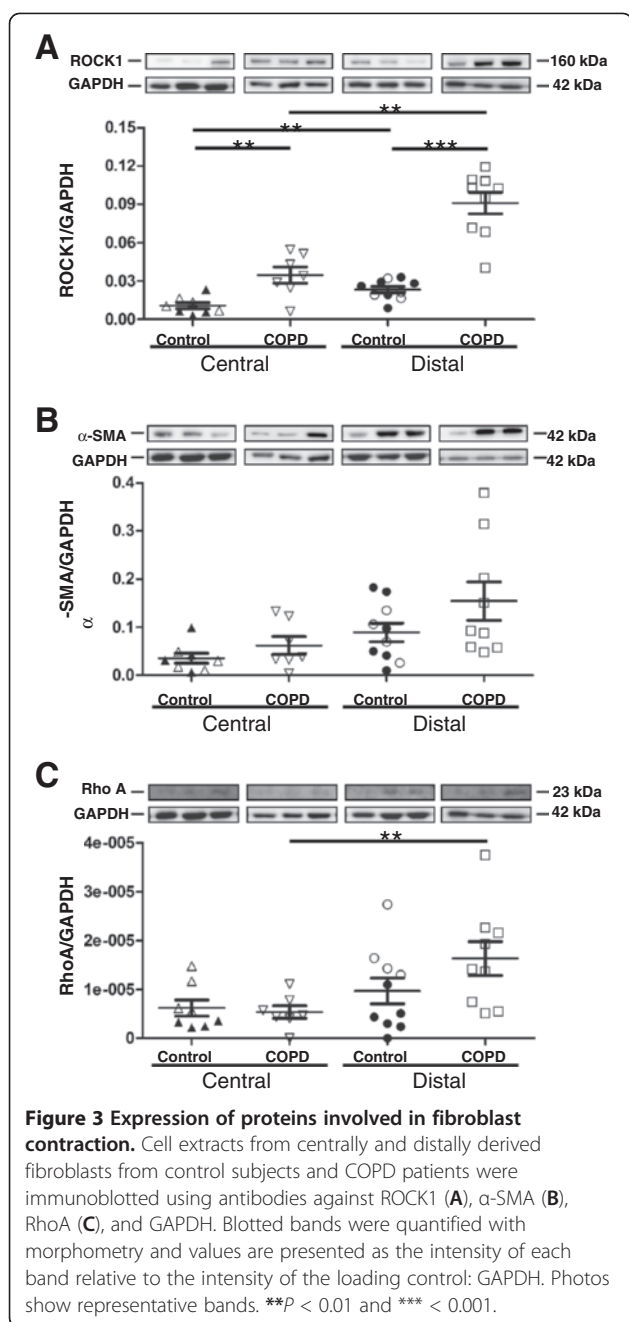 A
ROCK1 160 kDa
GAPDH 42 kDa
** **
** ***
ROCK1/GAPDH
0.15
0.12
0.09
0.06
0.03
0.00
Control COPD Control COPD
Central Distal
B
α-SMA 42 kDa
GAPDH 42 kDa
α -SMA/GAPDH
0.4
0.3
0.2
0.1
0.0
Control COPD Control COPD
Central Distal
C
Rho A 23 kDa
GAPDH 42 kDa
**
RhoA/GAPDH
4e-005
3e-005
2e-005
1e-005
0
Control COPD Control COPD
Central Distal
Figure 3 Expression of proteins involved in fibroblast
contraction. Cell extracts from centrally and distally derived
fibroblasts from control subjects and COPD patients were
immunoblotted using antibodies against ROCK1 (A), α-SMA (B),
RhoA (C), and GAPDH. Blotted bands were quantified with
morphometry and values are presented as the intensity of each
band relative to the intensity of the loading control: GAPDH. Photos
show representative bands. **P < 0.01 and *** < 0.001.